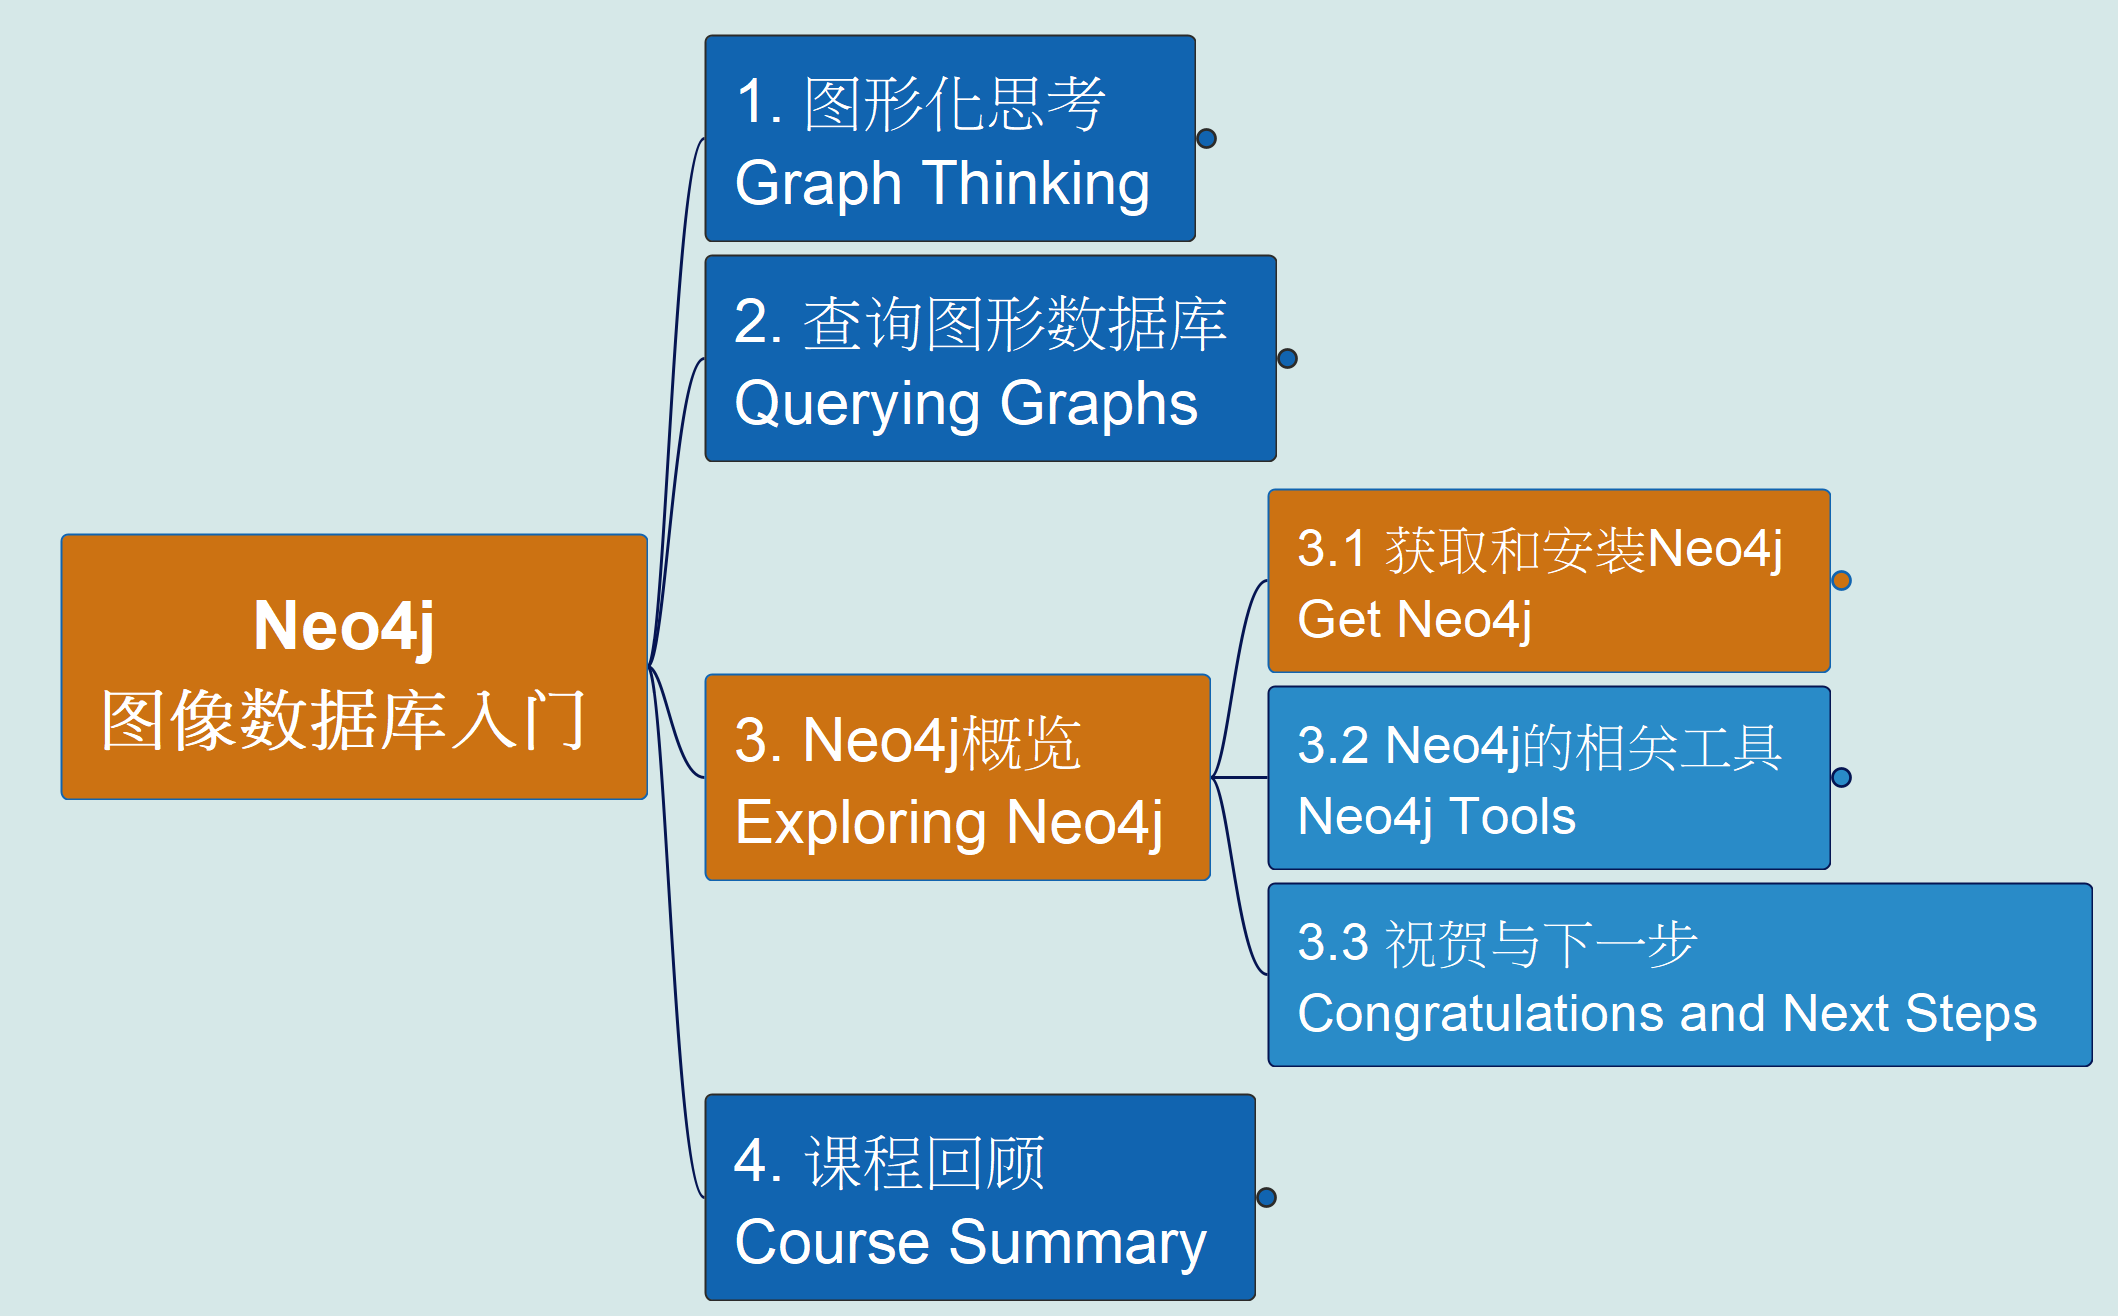 Neo4j
图像数据库入门
1. 图形化思考
Graph Thinking
2. 查询图形数据库
Querying Graphs
3. Neo4j概览
Exploring Neo4j
3.1 获取和安装Neo4j
Get Neo4j
3.2 Neo4j的相关工具
Neo4j Tools
3.3 祝贺与下一步
Congratulations and Next Steps
4. 课程回顾
Course Summary